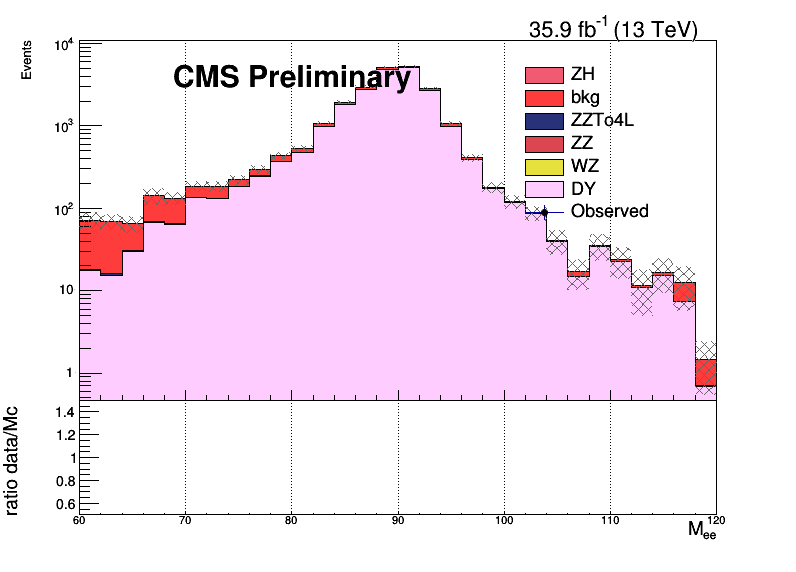 35.9 fb⁻¹ (13 TeV)
Events
10⁴
CMS Preliminary
ZH
bkg
10³
ZZTo4L
ZZ
WZ
DY
10²
Observed
10
1
ratio data/Mc
1.4
1.2
1
0.8
0.6
60 70 80 90 100 110 120
Mee